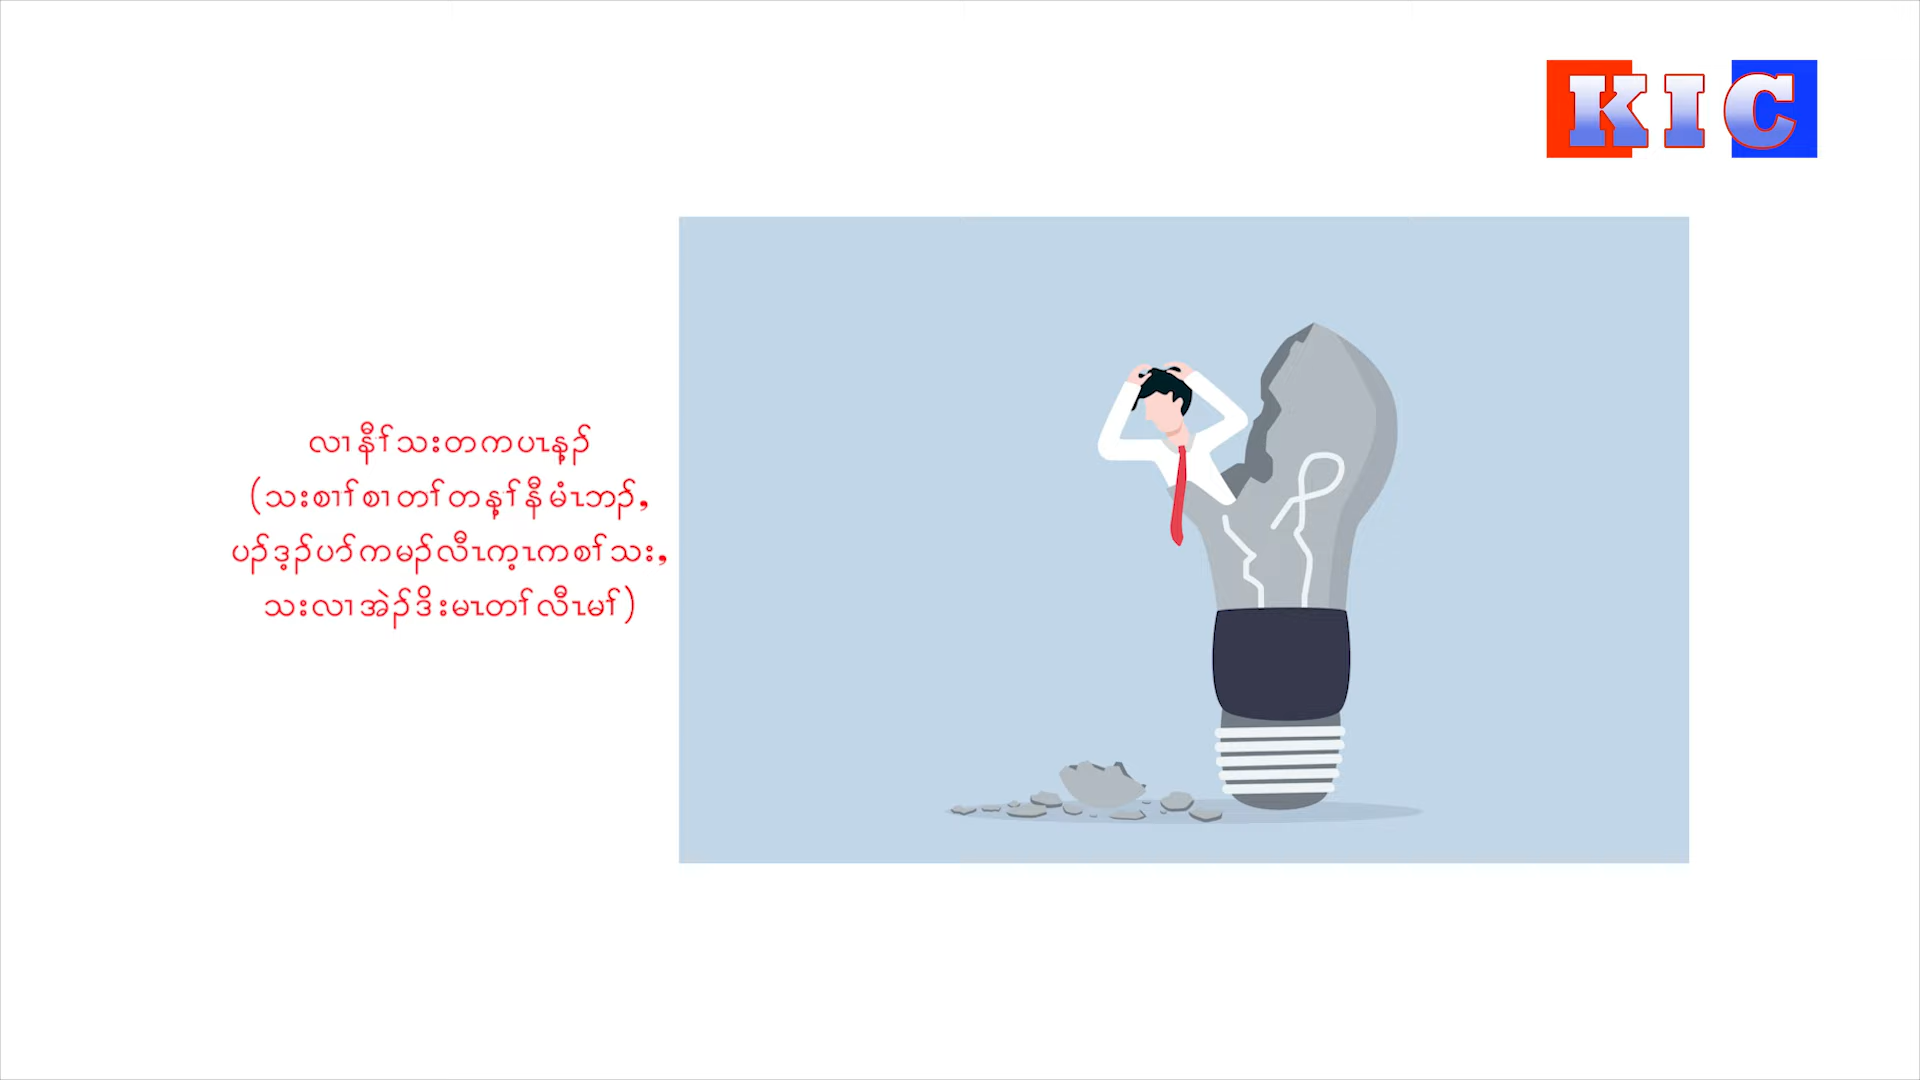 KIC
လၢနီၢ်သးတကပၤန့ၣ်
(သးစၢၢ်စၢတၢ်တန့ၢ်နီမံၤဘၣ်,
ပၣ်ဒ့ၣ်ပာ်ကမၣ်လီၤက့ၤကစၢ်သး,
သးလၢအဲၣ်ဒိးမၤတၢ်လီၤမၢ်)